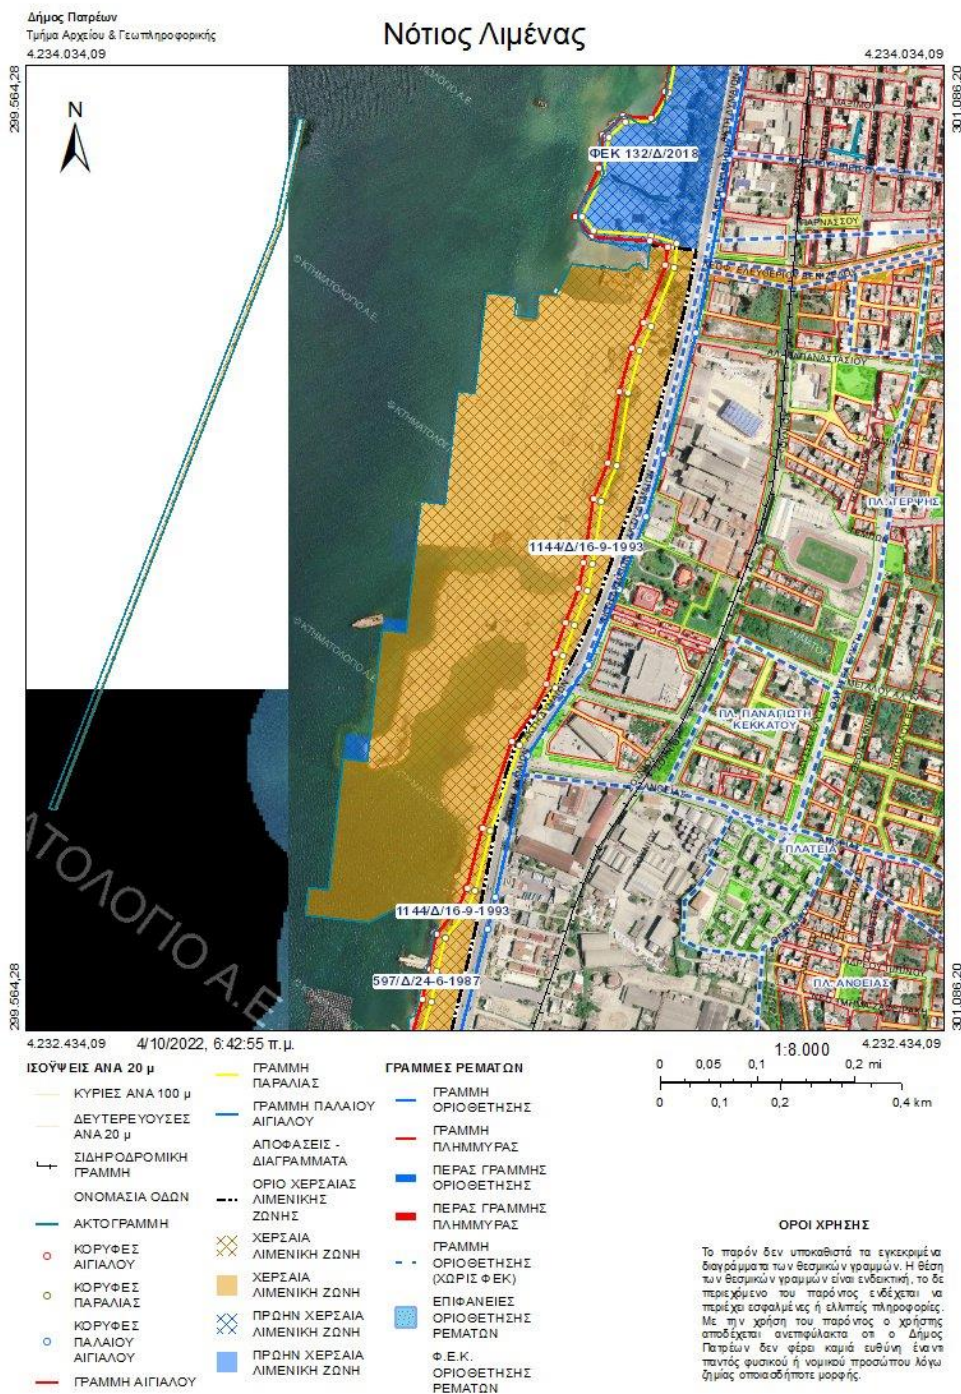 Δήμος Πατρέων
Τμήμα Αρχείου & Γεωπληροφορικής
Νότιος Λιμένας
4.234.034,09
4.234.034,09
299.564,28
301.086,20
N
ΦΕΚ 132/Δ/2018
ΠΑΡΝΑΣΣΟΥ
ΛΕΩΦ. ΕΛΕΥΘΕΡΙΟΥ ΒΕΝΙΖΕΛΟΥ
© ΚΤΗΜΑΤΟΛΟΓΙΟ Α.Ε.
ΑΛ. ΠΑΠΑΝΑΣΤΑΣΙΟΥ
ΠΛ. ΤΕΡΨΗΣ
1144/Δ/16-9-1993
ΠΛ. ΠΑΝΑΓΙΩΤΗ
ΚΕΚΚΑΤΟΥ
ΠΛΑΤΕΙΑ
1144/Δ/16-9-1993
597/Δ/24-6-1987
ΠΛ. ΑΝΘΕΙΑΣ
ΑΤΟΛΟΓΙΟ Α.Ε
299.564,28
301.086,20
4.232.434,09
4/10/2022, 6:42:55 π.μ.
4.232.434,09
1:8.000
0 0,05 0,1 0,2 mi
0 0,1 0,2 0,4 km
ΙΣΟΫΨΕΙΣ ΑΝΑ 20 μ
ΚΥΡΙΕΣ ΑΝΑ 100 μ
ΔΕΥΤΕΡΕΥΟΥΣΕΣ
ΑΝΑ 20 μ
ΣΙΔΗΡΟΔΡΟΜΙΚΗ
ΓΡΑΜΜΗ
ΟΝΟΜΑΣΙΑ ΟΔΩΝ
ΑΚΤΟΓΡΑΜΜΗ
ΚΟΡΥΦΕΣ
ΑΙΓΙΑΛΟΥ
ΚΟΡΥΦΕΣ
ΠΑΡΑΛΙΑΣ
ΚΟΡΥΦΕΣ
ΠΑΛΑΙΟΥ
ΑΙΓΙΑΛΟΥ
ΓΡΑΜΜΗ ΑΙΓΙΑΛΟΥ
ΓΡΑΜΜΗ
ΠΑΡΑΛΙΑΣ
ΓΡΑΜΜΗ ΠΑΛΑΙΟΥ
ΑΙΓΙΑΛΟΥ
ΑΠΟΦΑΣΕΙΣ -
ΔΙΑΓΡΑΜΜΑΤΑ
ΟΡΙΟ ΧΕΡΣΑΙΑΣ
ΛΙΜΕΝΙΚΗΣ
ΖΩΝΗΣ
ΧΕΡΣΑΙΑ
ΛΙΜΕΝΙΚΗ ΖΩΝΗ
ΧΕΡΣΑΙΑ
ΛΙΜΕΝΙΚΗ ΖΩΝΗ
ΠΡΩΗΝ ΧΕΡΣΑΙΑ
ΛΙΜΕΝΙΚΗ ΖΩΝΗ
ΠΡΩΗΝ ΧΕΡΣΑΙΑ
ΛΙΜΕΝΙΚΗ ΖΩΝΗ
ΓΡΑΜΜΕΣ ΡΕΜΑΤΩΝ
ΓΡΑΜΜΗ
ΟΡΙΟΘΕΤΗΣΗΣ
ΓΡΑΜΜΗ
ΠΛΗΜΜΥΡΑΣ
ΠΕΡΑΣ ΓΡΑΜΜΗΣ
ΟΡΙΟΘΕΤΗΣΗΣ
ΠΕΡΑΣ ΓΡΑΜΜΗΣ
ΠΛΗΜΜΥΡΑΣ
ΓΡΑΜΜΗ
ΟΡΙΟΘΕΤΗΣΗΣ
(ΧΩΡΙΣ ΦΕΚ)
ΕΠΙΦΑΝΕΙΕΣ
ΟΡΙΟΘΕΤΗΣΗΣ
ΡΕΜΑΤΩΝ
Φ.Ε.Κ.
ΟΡΙΟΘΕΤΗΣΗΣ
ΡΕΜΑΤΩΝ
ΟΡΟΙ ΧΡΗΣΗΣ
Το παρόν δεν υποκαθιστά τα εγκεκριμένα
διαγράμματα των θεσμικών γραμμών. Η θέση
των θεσμικών γραμμών είναι ενδεικτική, το δε
περιεχόμενο του παρόντος ενδέχεται να
περιέχει εσφαλμένες ή ελλιπείς πληροφορίες.
Με την χρήση του παρόντος ο χρήστης
αποδέχεται ανεπιφύλακτα οτι ο Δήμος
Πατρέων δεν φέρει καμιά ευθύνη έναντι
παντός φυσικού ή νομικού προσώπου λόγω
ζημίας οποιασδήποτε μορφής.